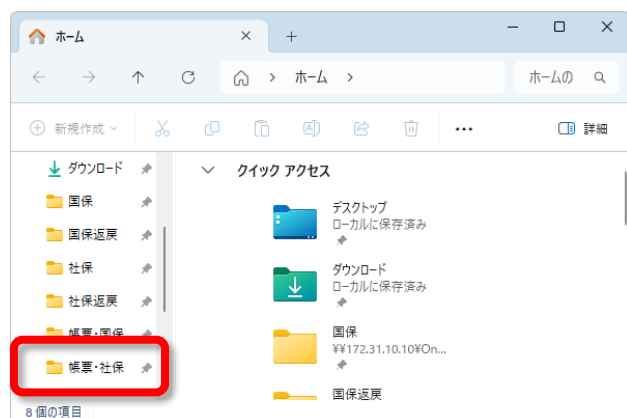 ホーム
ホーム
ホームの
新規作成
詳細
ダウンロード
国保
国保返戻
社保
社保返戻
帳票・国保
帳票・社保
8 個の項目
クイック アクセス
デスクトップ
ローカルに保存済み
ダウンロード
ローカルに保存済み
国保
¥¥172.31.10.10¥On...
国保返戻